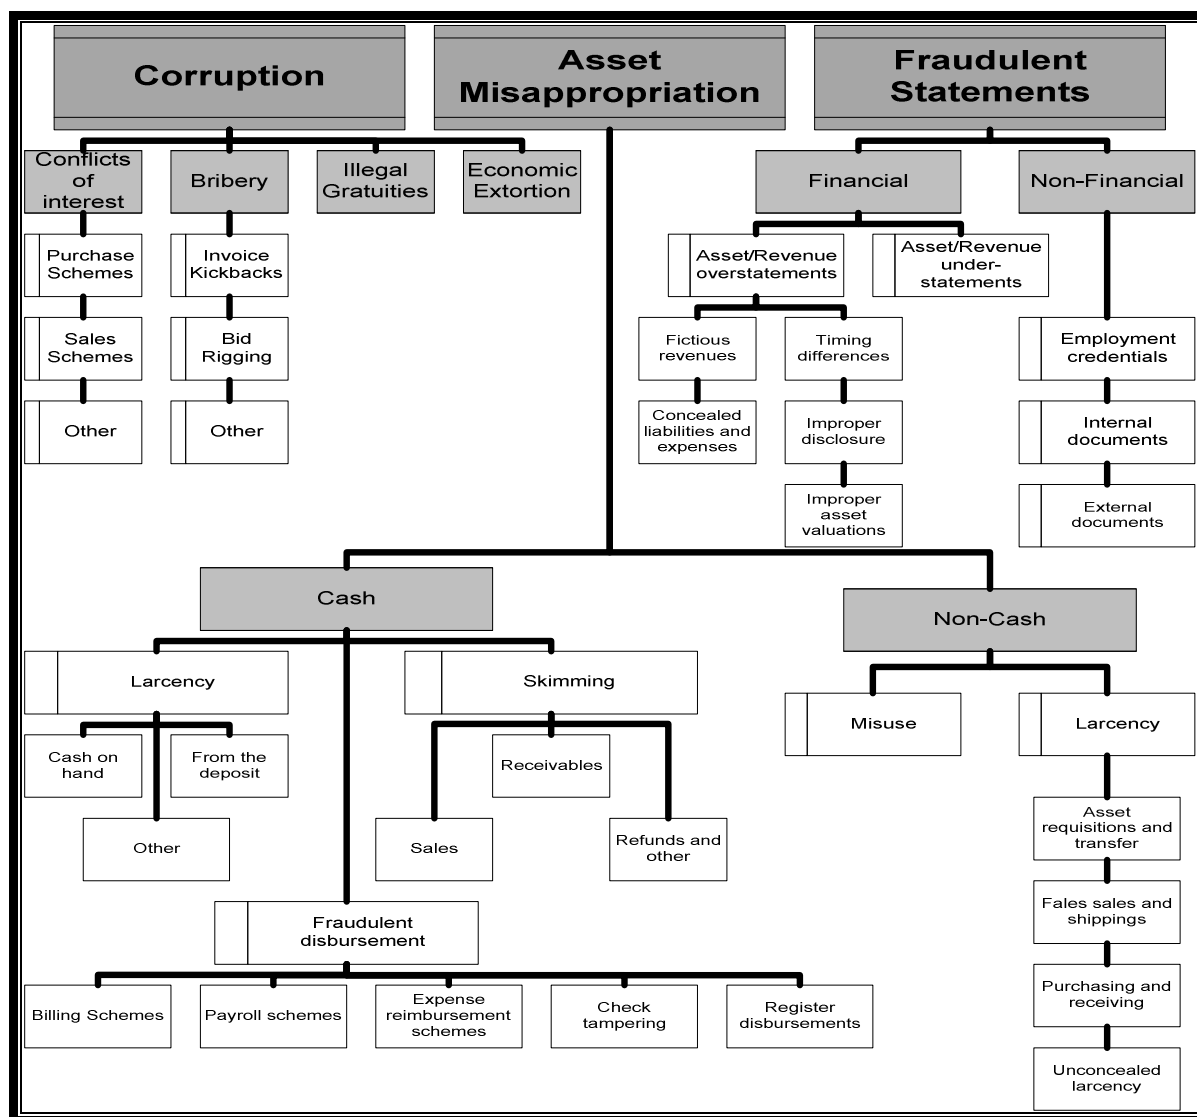 Corruption
Asset
Misappropriation
Fraudulent
Statements
Conflicts
of
interest
Bribery
Illegal
Gratuities
Economic
Extortion
Financial
Non-Financial
Purchase
Schemes
Invoice
Kickbacks
Asset/Revenue
overstatements
Asset/Revenue
under-
statements
Sales
Schemes
Bid
Rigging
Fictious
revenues
Timing
differences
Employment
credentials
Other
Other
Concealed
liabilities and
expenses
Improper
disclosure
Internal
documents
Improper
asset
valuations
External
documents
Cash
Non-Cash
Larcency
Skimming
Misuse
Larcency
Cash on
hand
From the
deposit
Receivables
Other
Sales
Refunds and
other
Asset
requisitions and
transfer
Fraudulent
disbursement
Fales sales and
shippings
Billing Schemes
Payroll schemes
Expense
reimbursement
schemes
Check
tampering
Register
disbursements
Purchasing and
receiving
Unconcealed
larcency